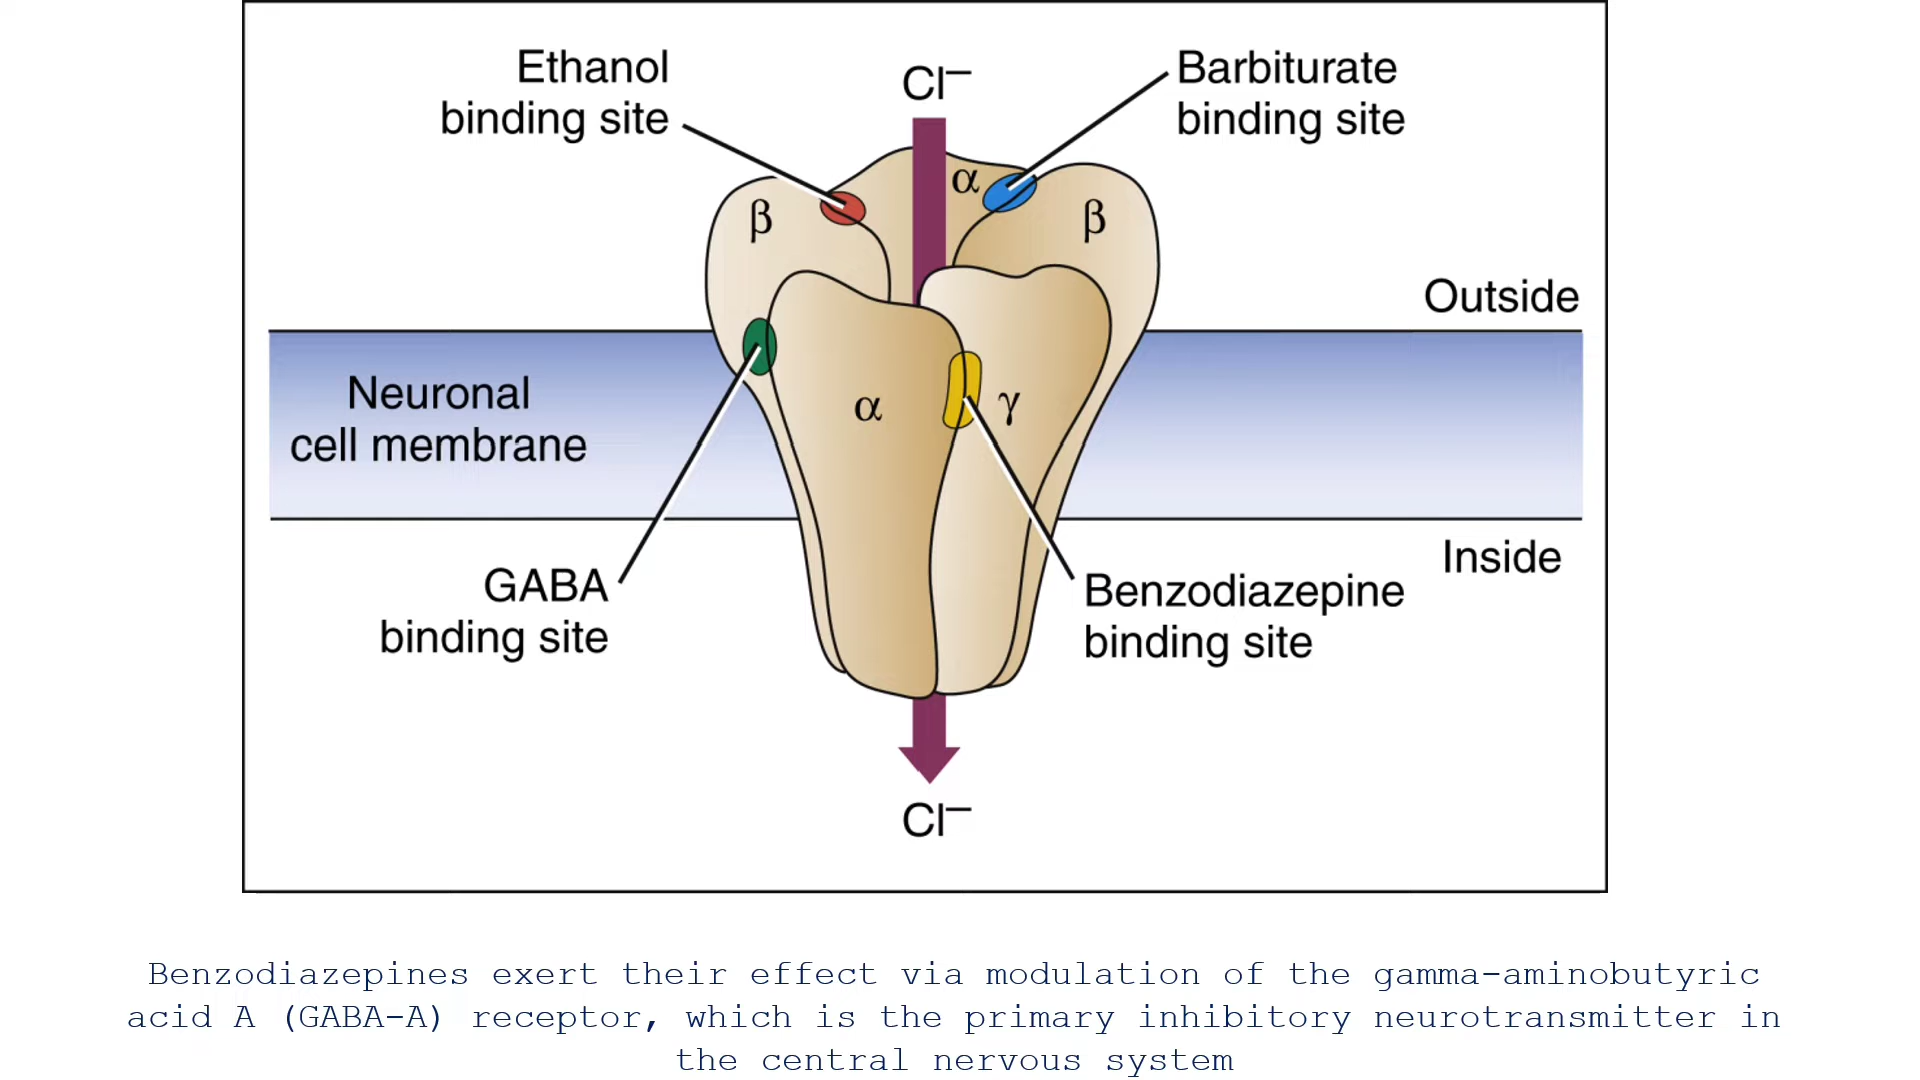 Ethanol
binding site
Cl⁻
Barbiturate
binding site
α
β
β
Outside
Neuronal
cell membrane
α
γ
Inside
GABA
binding site
Benzodiazepine
binding site
Cl⁻
Benzodiazepines exert their effect via modulation of the gamma-aminobutyric
acid A (GABA-A) receptor, which is the primary inhibitory neurotransmitter in
the central nervous system